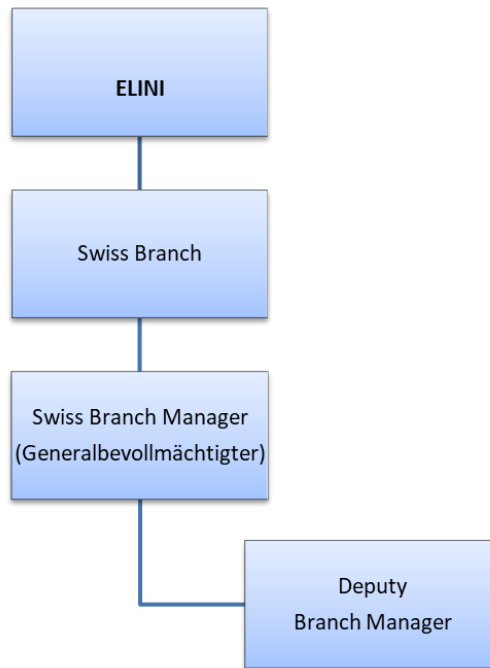 ELINI
Swiss Branch
Swiss Branch Manager
(Generalbevollmächtigter)
Deputy
Branch Manager